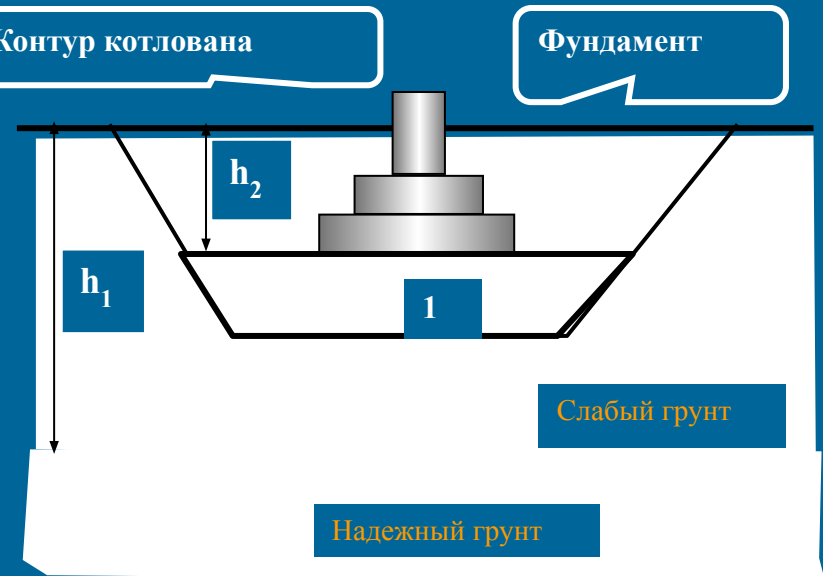 Контур котлована
Фундамент
h2
h1
1
Слабый грунт
Надежный грунт